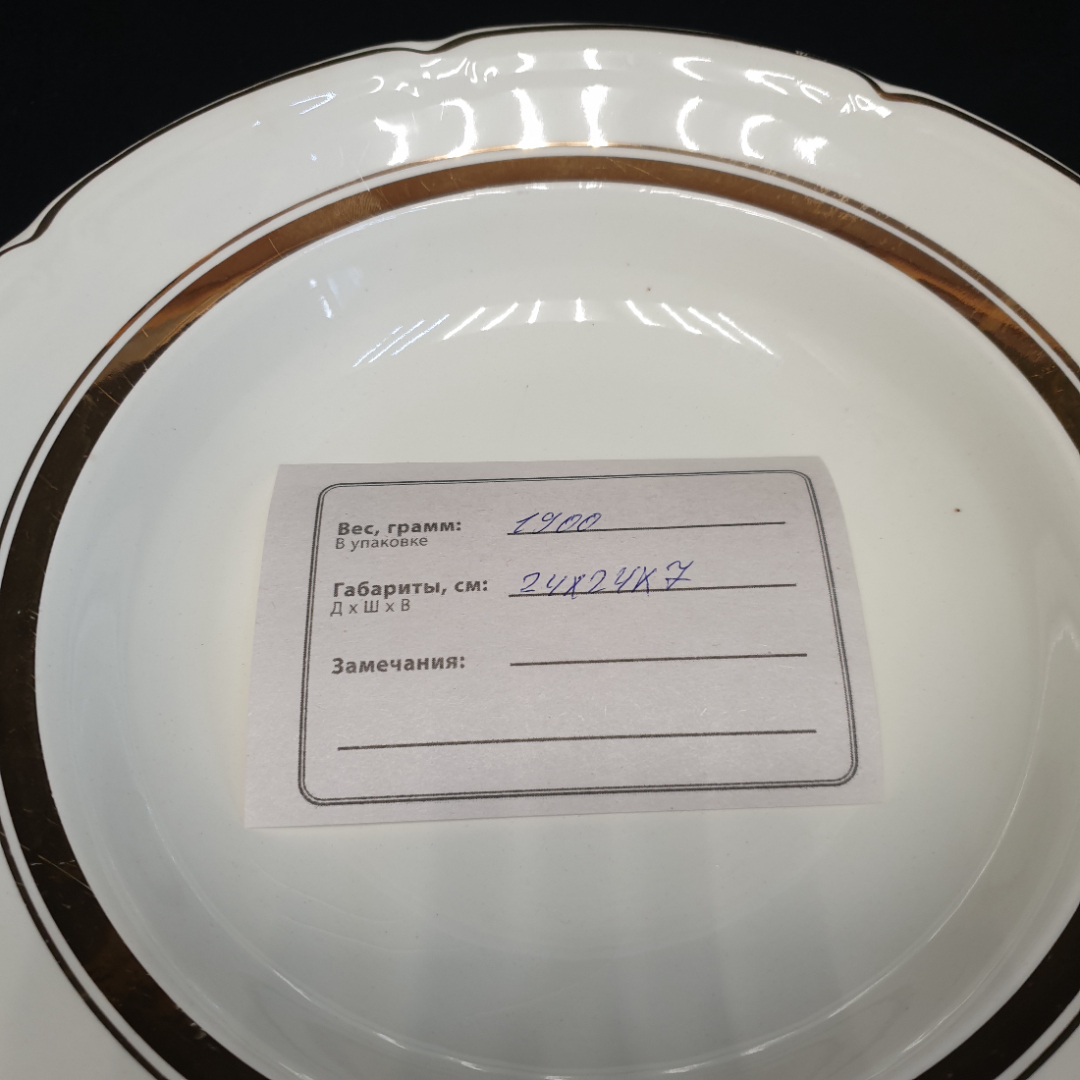 Вес, грамм: 1900
В упаковке
Габариты, см: 24х24х7
Д х Ш х В
Замечания: